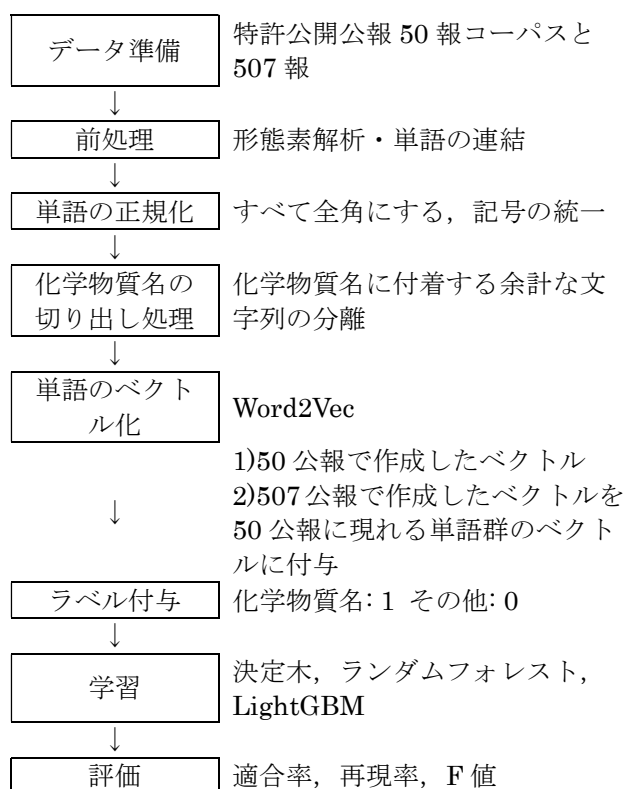 データ準備
特許公開公報 50 報コーパスと
507 報
↓
前処理
形態素解析・単語の連結
↓
単語の正規化
すべて全角にする，記号の統一
↓
化学物質名の
切り出し処理
化学物質名に付着する余計な文
字列の分離
↓
単語のベクト
ル化
Word2Vec
↓
1)50 公報で作成したベクトル
2)507 公報で作成したベクトルを
50 公報に現れる単語群のベクト
ルに付与
ラベル付与
化学物質名: 1 その他: 0
↓
学習
決定木，ランダムフォレスト，
LightGBM
↓
評価
適合率，再現率，F 値